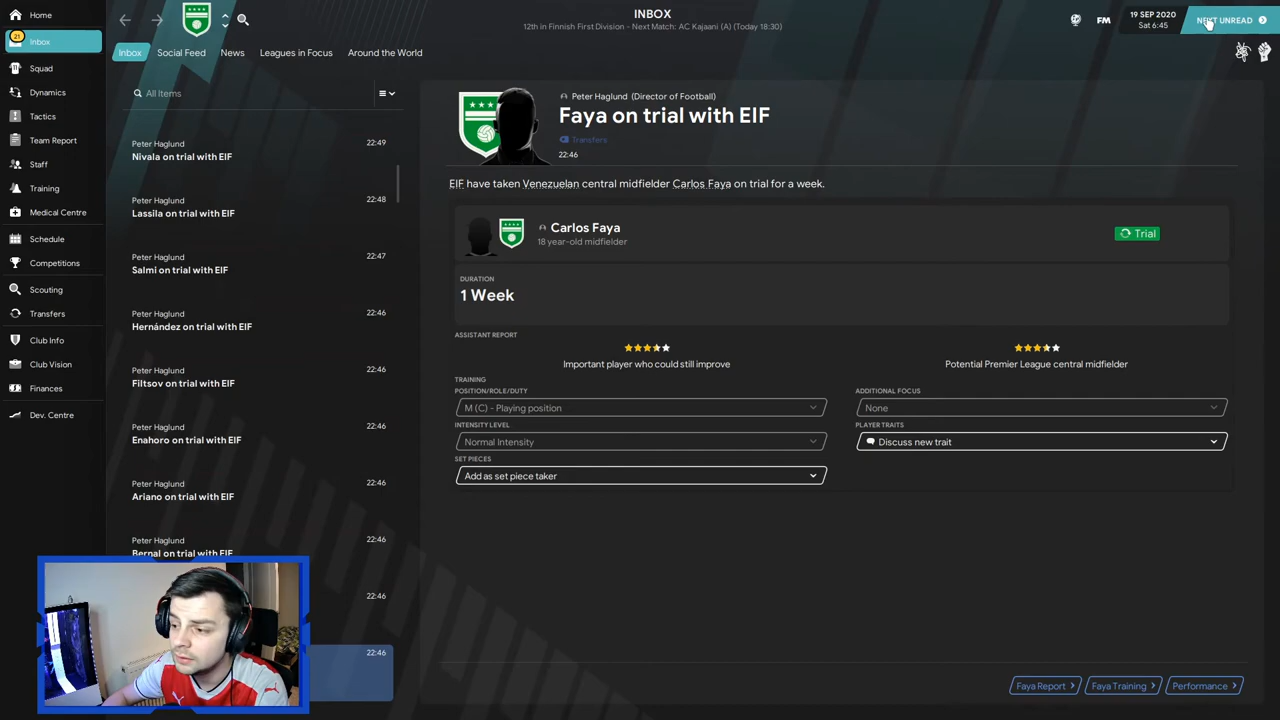 Home
INBOX
12th in Finnish First Division - Next Match: AC Kajaani (A) (Today 18:30)
FM
19 SEP 2020
Sat 6:45
NEXT UNREAD
21
Inbox
Squad
Dynamics
Tactics
Team Report
Staff
Training
Medical Centre
Schedule
Competitions
Scouting
Transfers
Club Info
Club Vision
Finances
Dev. Centre
Inbox
Social Feed
News
Leagues in Focus
Around the World
All Items
Peter Haglund
22:49
Nivala on trial with EIF
Peter Haglund
22:48
Lassila on trial with EIF
Peter Haglund
22:47
Salmi on trial with EIF
Peter Haglund
22:46
Hernández on trial with EIF
Peter Haglund
22:46
Filtsov on trial with EIF
Peter Haglund
22:46
Enahoro on trial with EIF
Peter Haglund
22:46
Ariano on trial with EIF
Peter Haglund
22:46
Bernal on trial with EIF
22:46
22:46
Peter Haglund (Director of Football)
Faya on trial with EIF
Transfers
22:46
EIF have taken Venezuelan central midfielder Carlos Faya on trial for a week.
Carlos Faya
18 year-old midfielder
Trial
DURATION
1 Week
ASSISTANT REPORT
Important player who could still improve
Potential Premier League central midfielder
TRAINING
POSITION/ROLE/DUTY
M (C) - Playing position
ADDITIONAL FOCUS
None
INTENSITY LEVEL
Normal Intensity
PLAYER TRAITS
Discuss new trait
SET PIECES
Add as set piece taker
Faya Report
Faya Training
Performance